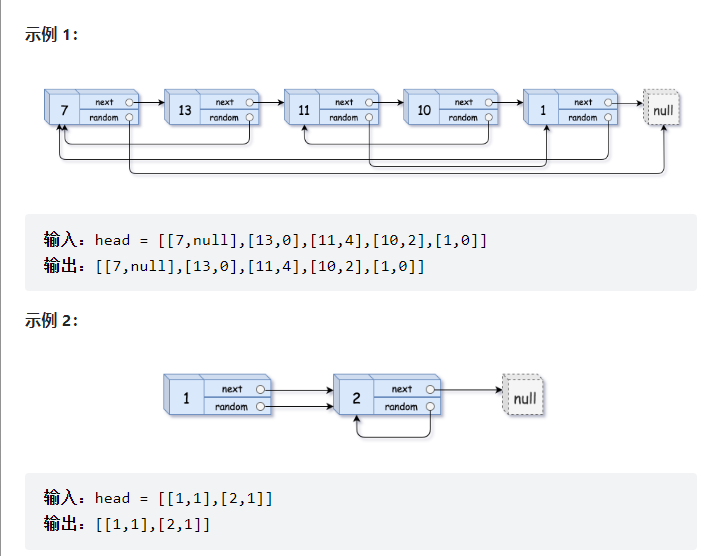 示例 1：
7 next random 13 next random 11 next random 10 next random 1 next random null
输入：head = [[7,null],[13,0],[11,4],[10,2],[1,0]]
输出：[[7,null],[13,0],[11,4],[10,2],[1,0]]
示例 2：
1 next random 2 next random null
输入：head = [[1,1],[2,1]]
输出：[[1,1],[2,1]]